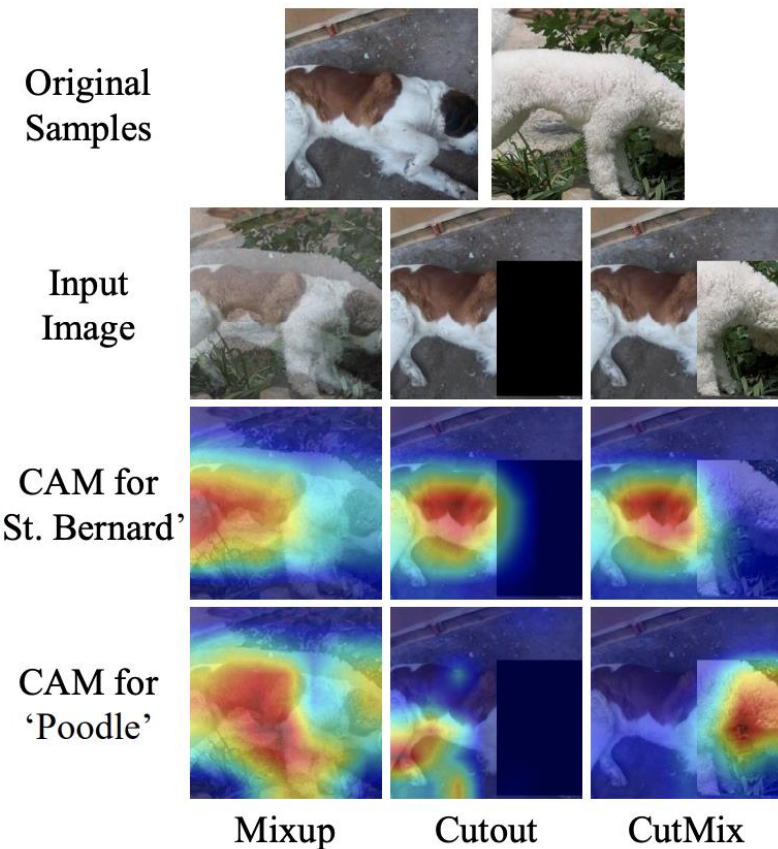 Original
Samples
Input
Image
CAM for
St. Bernard’
CAM for
‘Poodle’
Mixup
Cutout
CutMix